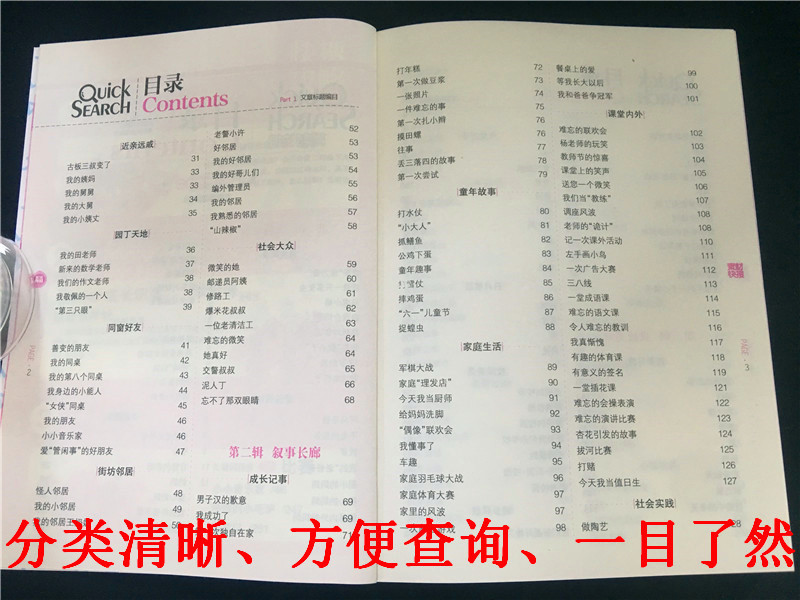 Quick SEARCH
目录
Contents
Part 1 文章标题编目
近亲远戚
古板三叔变了 31
我的姨妈 33
我的舅舅 33
我的大舅 34
我的小姨丈 35
园丁天地
我的田老师 36
新来的数学老师 37
我们的作文老师 38
我敬佩的一个人 38
“第三只眼” 39
同窗好友
善变的朋友 41
我的同桌 42
我的第八个同桌 43
我身边的小能人 44
“女侠”同桌 45
我的朋友 46
小小音乐家 46
爱“管闲事”的好朋友 47
街坊邻居
怪人邻居 48
我的小邻居 49
我的邻居王
老警小许 52
好邻居 53
我的好邻居 53
我的好哥儿们 54
编外管理员 55
我的邻居 56
我熟悉的邻居 57
“山辣椒” 58
社会大众
微笑的她 59
邮递员阿姨 60
修路工 61
爆米花叔叔 62
一位老清洁工 63
难忘的微笑 64
她真好 64
交警叔叔 65
泥人丁 66
忘不了那双眼睛 68
第二辑 叙事长廊
成长记事
男子汉的歉意 69
我成功了 69
独自在家 71
PAGE · 2
打年糕 72
第一次做豆浆 73
一张照片 74
一件难忘的事 75
第一次扎小辫 76
摸田螺 76
往事 77
丢三落四的故事 78
第一次尝试 79
童年故事
打水仗 80
“小大人” 81
抓鳝鱼 82
公鸡下蛋 83
童年趣事 84
雪仗 85
摔鸡蛋 86
“六一”儿童节 87
捉蝗虫 88
家庭生活
军棋大战 89
家庭“理发店” 90
今天我当厨师 91
给妈妈洗脚 92
“偶像”联欢会 93
我懂事了 94
车趣 95
家庭羽毛球大战 96
家庭体育大赛 97
家里的风波 97
一次 游戏 98
餐桌上的爱 99
等我长大以后 100
我和爸爸争冠军 101
课堂内外
难忘的联欢会 102
杨老师的玩笑 103
教师节的惊喜 104
课堂上的笑声 105
送您一个微笑 106
我们当“教练” 107
调座风波 108
老师的“诡计” 108
记一次课外活动 110
左手画小鸟 111
一次广告大赛 112
三八线 113
一堂成语课 114
难忘的语文课 115
令人难忘的教训 116
我真惭愧 117
有趣的体育课 118
有意义的签名 119
一堂插花课 121
难忘的会操表演 122
难忘的演讲比赛 123
杏花引发的故事 124
拔河比赛 125
打赌 126
今天我当值日生 127
社会实践
做陶艺 128
PAGE · 3
分类清晰、方便查询、一目了然